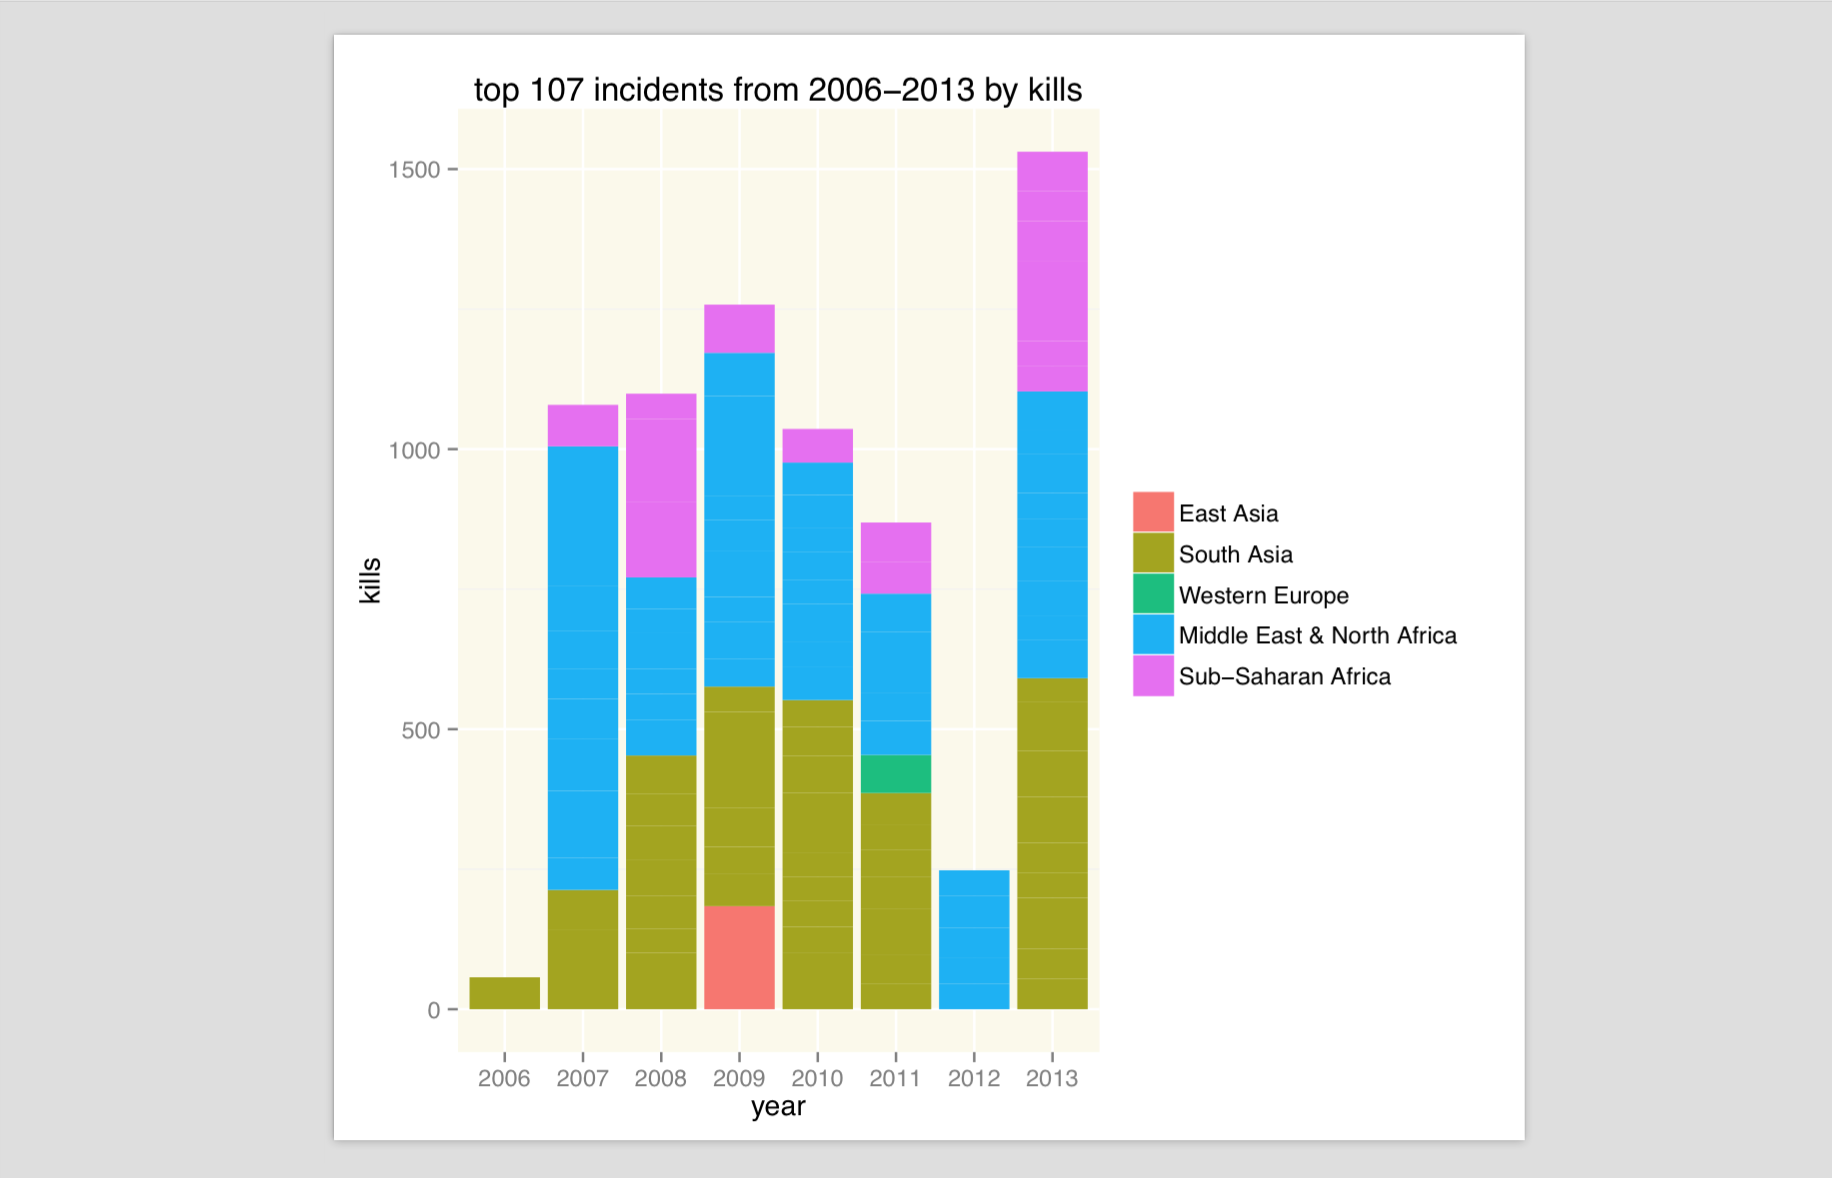 top 107 incidents from 2006–2013 by kills
1500
1000
500
0
kills
2006 2007 2008 2009 2010 2011 2012 2013
year
East Asia
South Asia
Western Europe
Middle East & North Africa
Sub–Saharan Africa